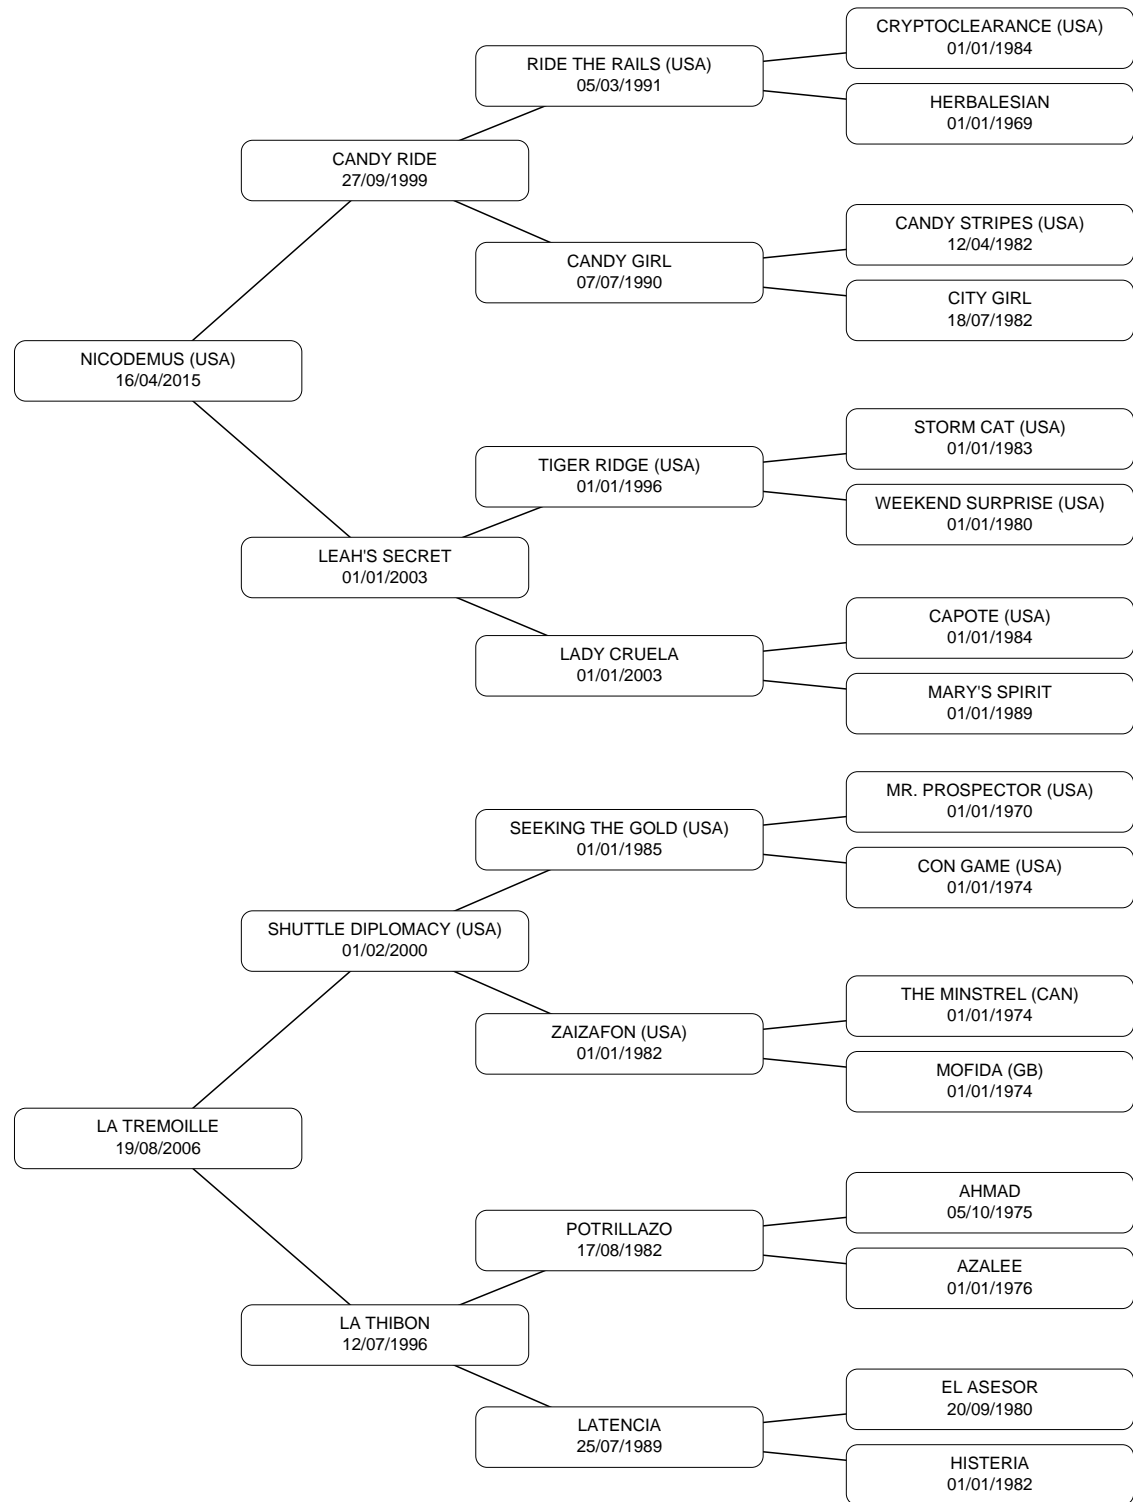 CRYPTOCLEARANCE (USA)
01/01/1984
RIDE THE RAILS (USA)
05/03/1991
HERBALESIAN
01/01/1969
CANDY RIDE
27/09/1999
CANDY STRIPES (USA)
12/04/1982
CANDY GIRL
07/07/1990
CITY GIRL
18/07/1982
NICODEMUS (USA)
16/04/2015
STORM CAT (USA)
01/01/1983
TIGER RIDGE (USA)
01/01/1996
WEEKEND SURPRISE (USA)
01/01/1980
LEAH'S SECRET
01/01/2003
CAPOTE (USA)
01/01/1984
LADY CRUELA
01/01/2003
MARY'S SPIRIT
01/01/1989
MR. PROSPECTOR (USA)
01/01/1970
SEEKING THE GOLD (USA)
01/01/1985
CON GAME (USA)
01/01/1974
SHUTTLE DIPLOMACY (USA)
01/02/2000
THE MINSTREL (CAN)
01/01/1974
ZAIZAFON (USA)
01/01/1982
MOFIDA (GB)
01/01/1974
LA TREMOILLE
19/08/2006
AHMAD
05/10/1975
POTRILLAZO
17/08/1982
AZALEE
01/01/1976
LA THIBON
12/07/1996
EL ASESOR
20/09/1980
LATENCIA
25/07/1989
HISTERIA
01/01/1982